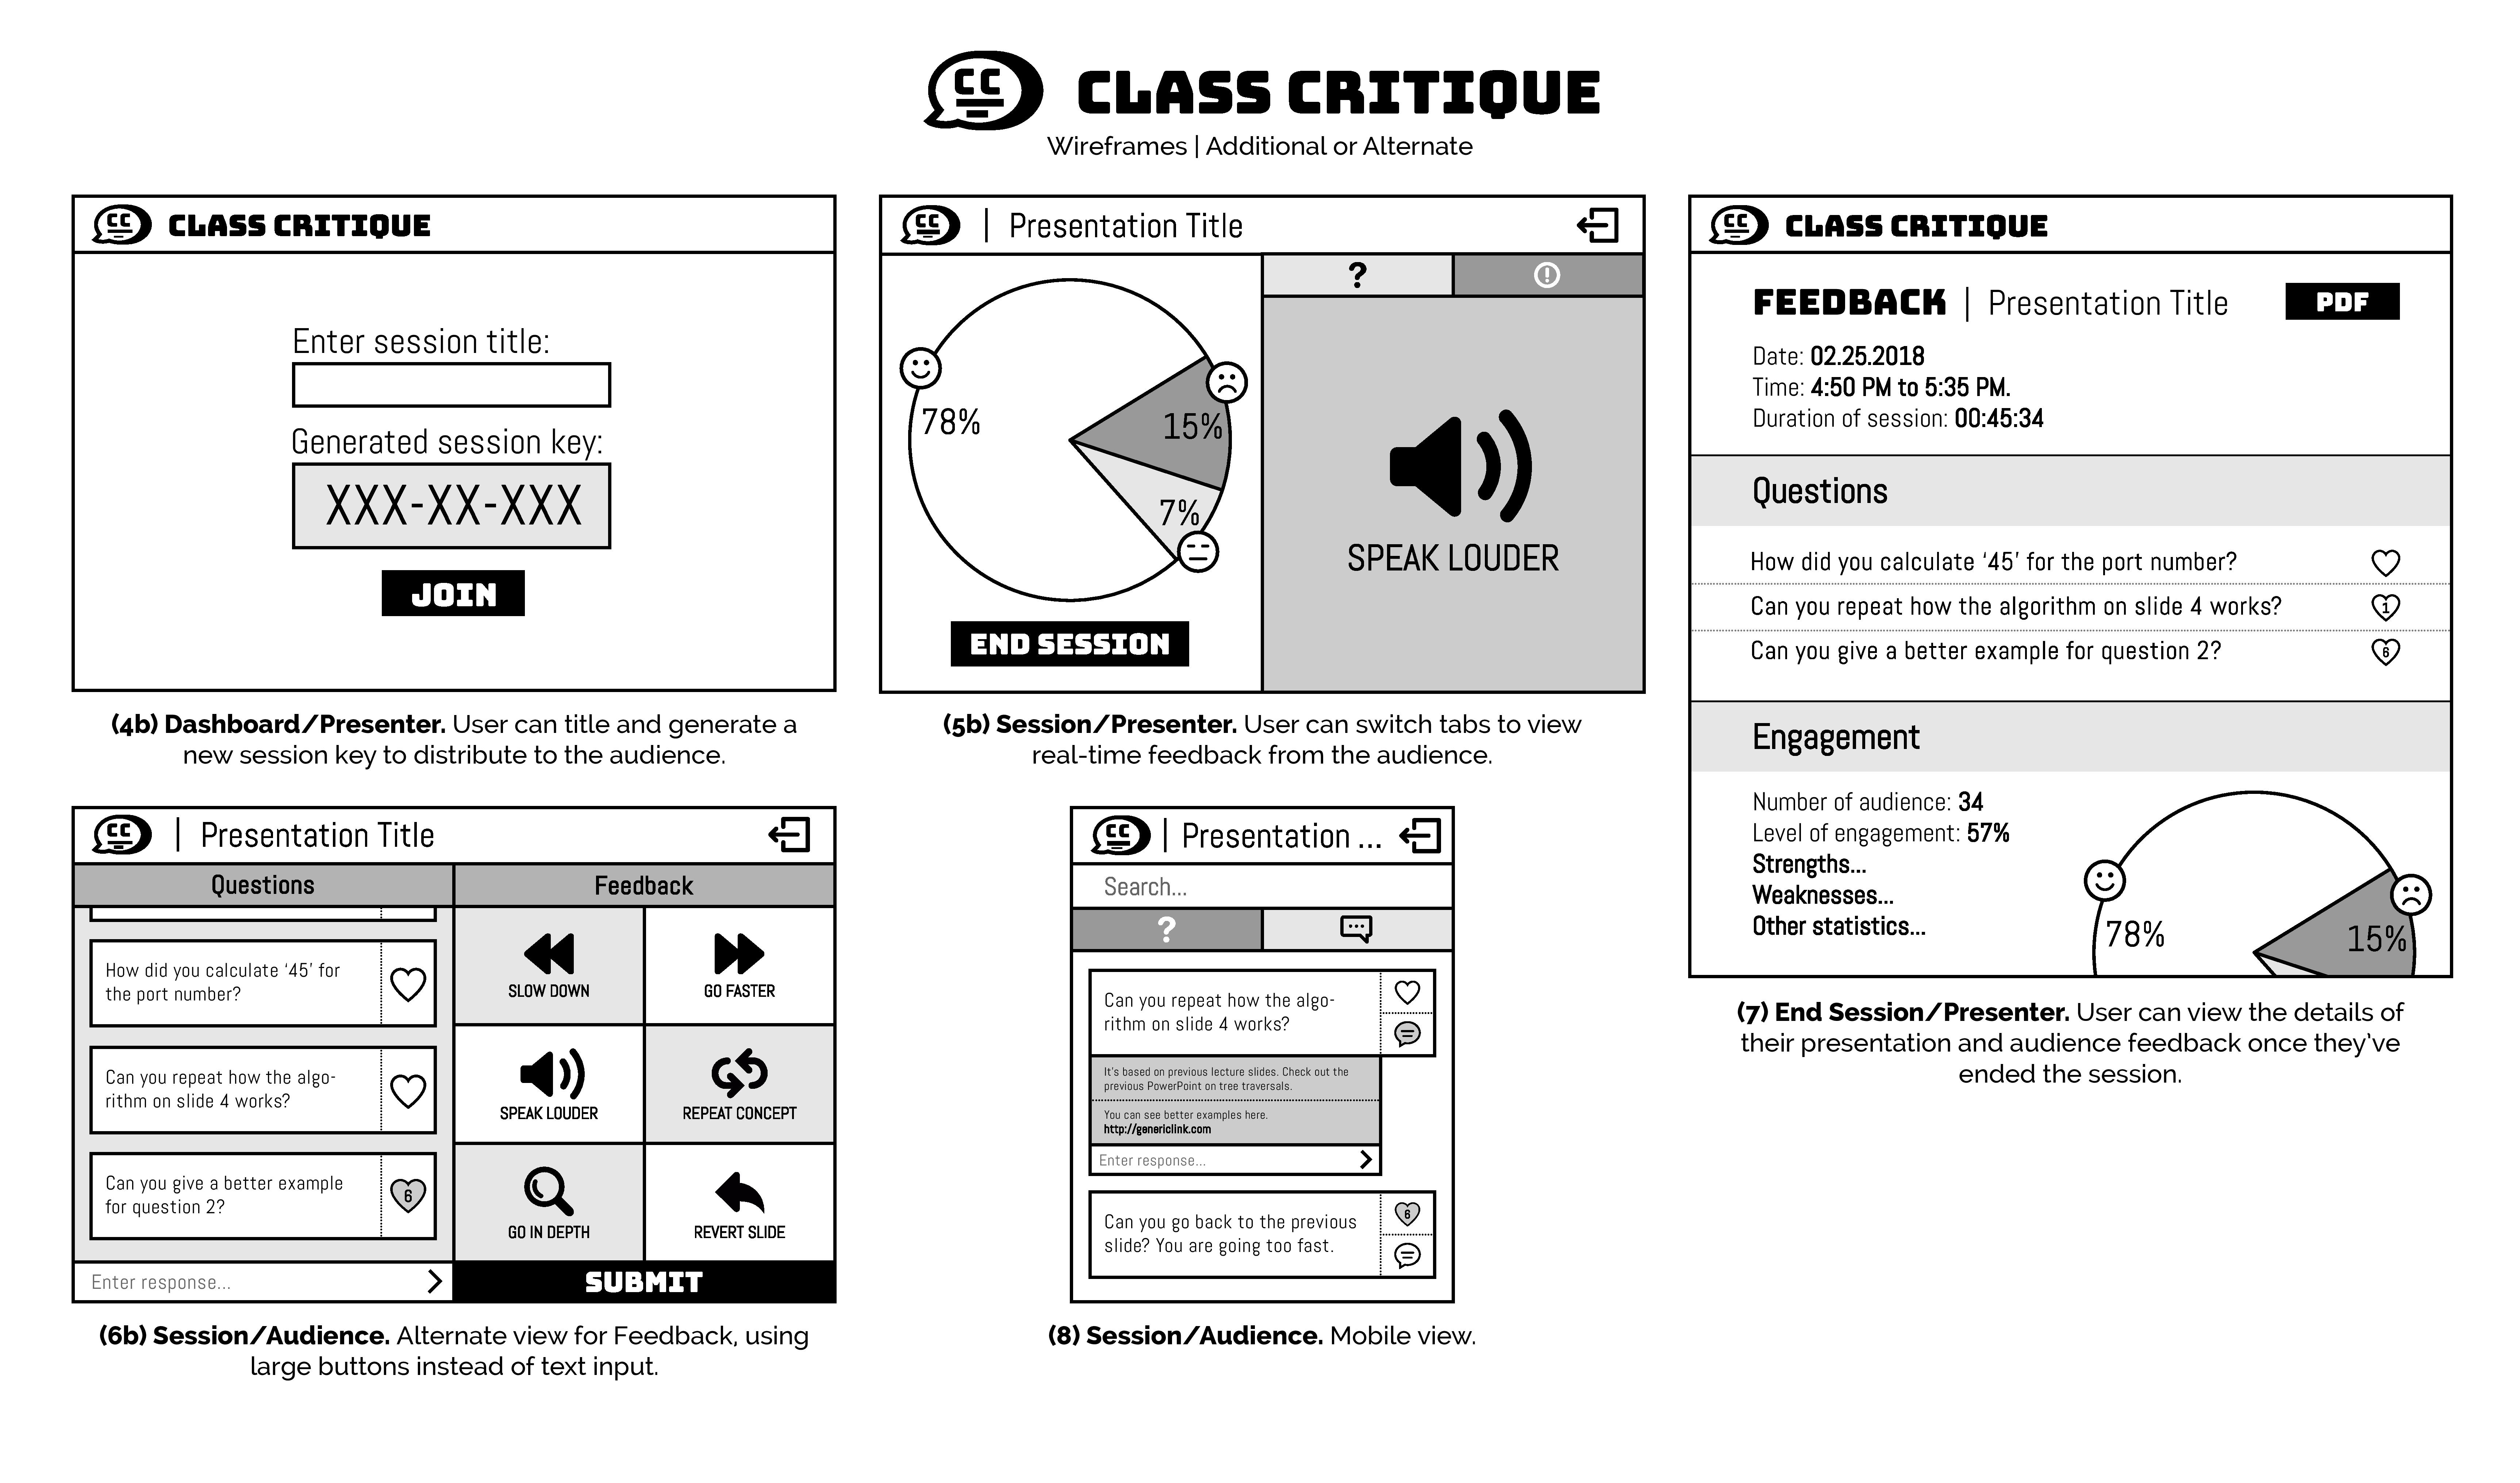 CC CLASS CRITIQUE
Wireframes | Additional or Alternate
CC CLASS CRITIQUE
Enter session title:
Generated session key:
XXX-XX-XXX
JOIN
(4b) Dashboard/Presenter. User can title and generate a
new session key to distribute to the audience.
CC | Presentation Title
?
78%
15%
7%
END SESSION
SPEAK LOUDER
(5b) Session/Presenter. User can switch tabs to view
real-time feedback from the audience.
CC CLASS CRITIQUE
FEEDBACK | Presentation Title PDF
Date: 02.25.2018
Time: 4:50 PM to 5:35 PM.
Duration of session: 00:45:34
Questions
How did you calculate ‘45’ for the port number?
Can you repeat how the algorithm on slide 4 works? 1
Can you give a better example for question 2? 6
Engagement
Number of audience: 34
Level of engagement: 57%
Strengths...
Weaknesses...
Other statistics...
78%
15%
(7) End Session/Presenter. User can view the details of
their presentation and audience feedback once they’ve
ended the session.
CC | Presentation Title
Questions
Feedback
How did you calculate ‘45’ for
the port number?
Can you repeat how the algo-
rithm on slide 4 works?
Can you give a better example
for question 2?
6
Enter response...
SLOW DOWN
GO FASTER
SPEAK LOUDER
REPEAT CONCEPT
GO IN DEPTH
REVERT SLIDE
SUBMIT
(6b) Session/Audience. Alternate view for Feedback, using
large buttons instead of text input.
CC | Presentation ...
Search...
?
Can you repeat how the algo-
rithm on slide 4 works?
It’s based on previous lecture slides. Check out the
previous PowerPoint on tree traversals.
You can see better examples here.
http://genericlink.com
Enter response...
Can you go back to the previous
slide? You are going too fast.
6
(8) Session/Audience. Mobile view.